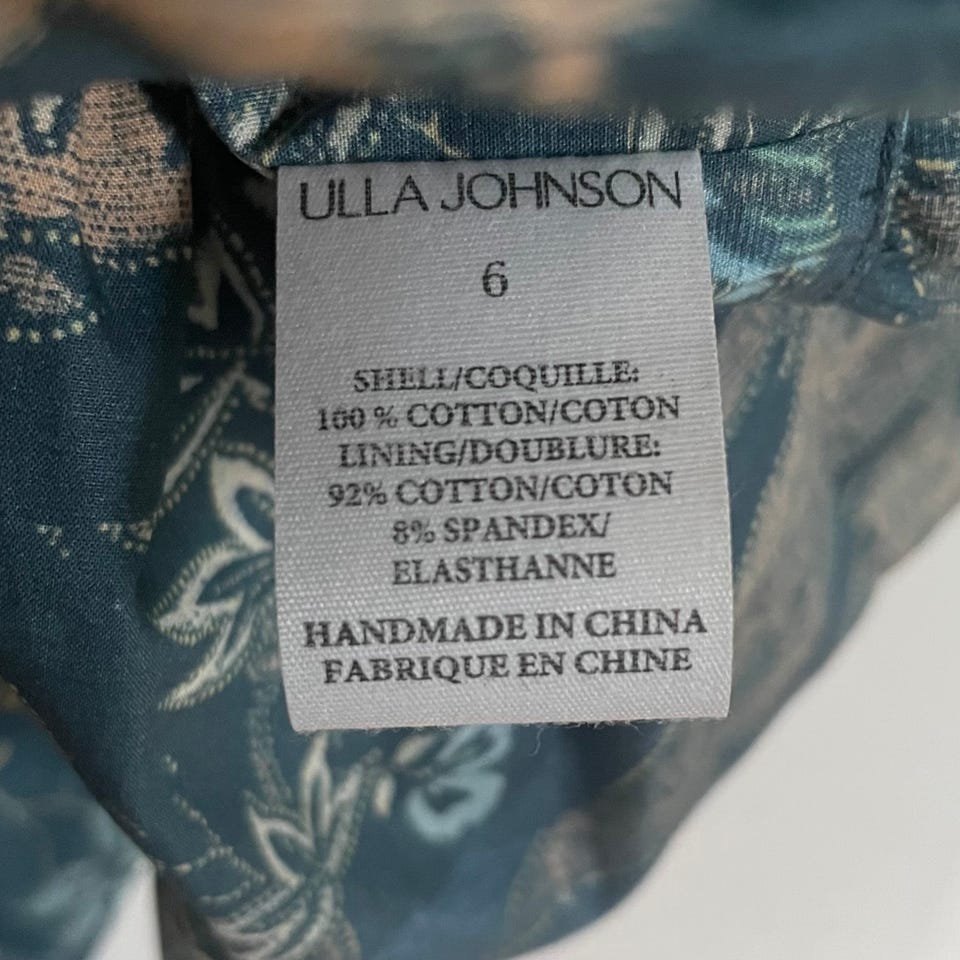 ULLA JOHNSON
6
SHELL/COQUILLE:
100 % COTTON/COTON
LINING/DOUBLURE:
92% COTTON/COTON
8% SPANDEX/
ELASTHANNE
HANDMADE IN CHINA
FABRIQUE EN CHINE